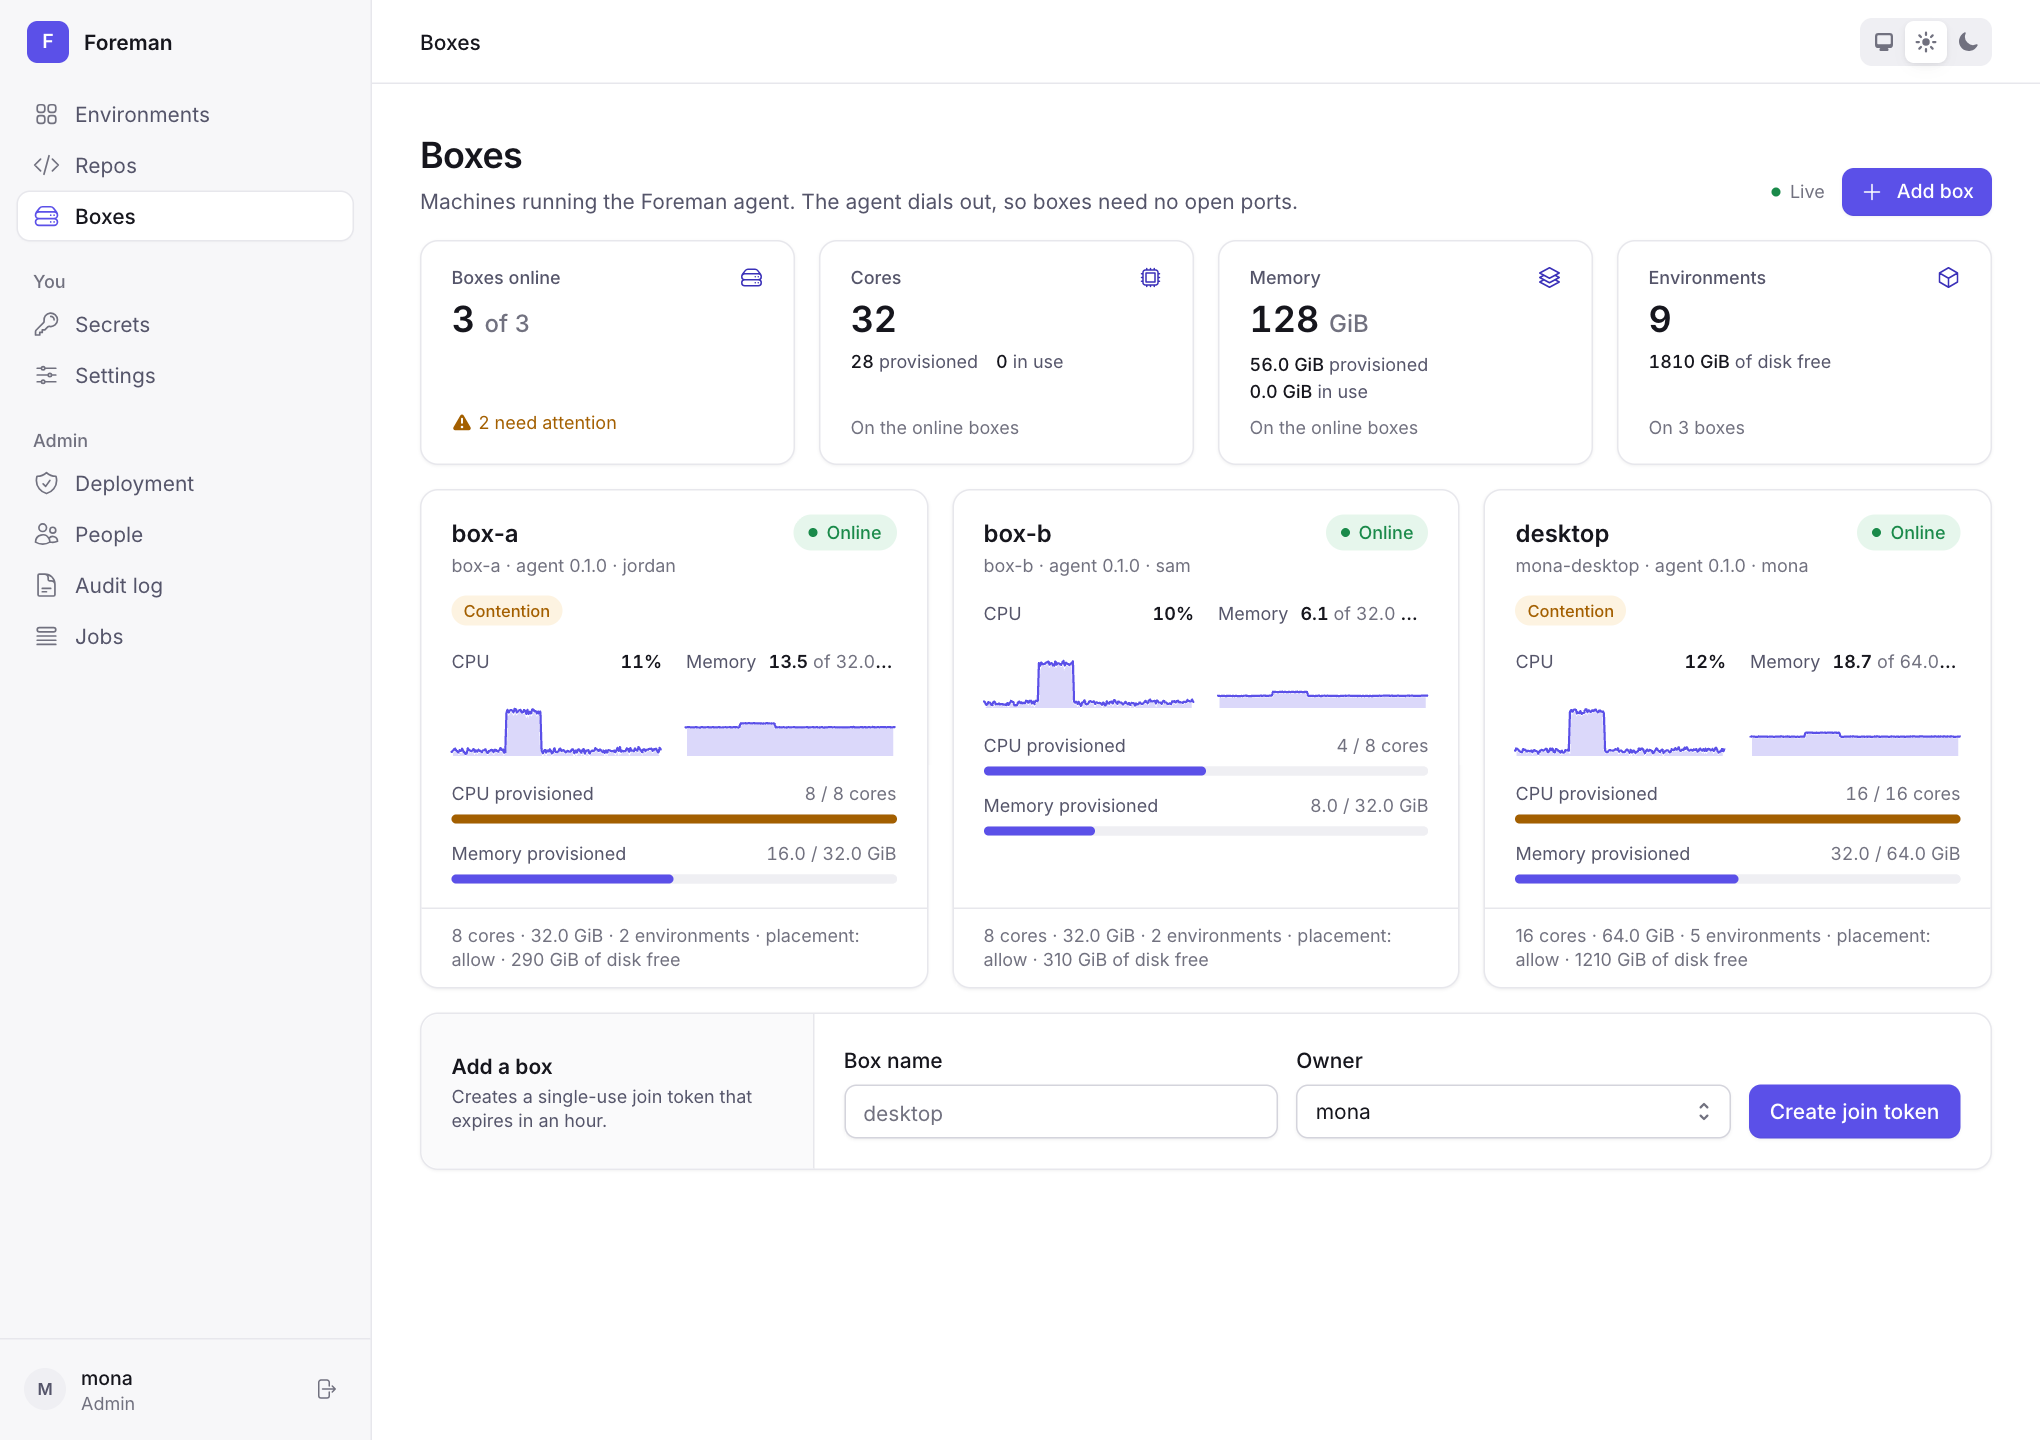 F Foreman
Environments
Repos
Boxes
You
Secrets
Settings
Admin
Deployment
People
Audit log
Jobs
M
mona
Admin
Boxes
Boxes
Machines running the Foreman agent. The agent dials out, so boxes need no open ports.
Live
Add box
Boxes online
3 of 3
2 need attention
Cores
32
28 provisioned 0 in use
On the online boxes
Memory
128 GiB
56.0 GiB provisioned
0.0 GiB in use
On the online boxes
Environments
9
1810 GiB of disk free
On 3 boxes
box-a
Online
box-a · agent 0.1.0 · jordan
Contention
CPU 11% Memory 13.5 of 32.0...
CPU provisioned 8 / 8 cores
Memory provisioned 16.0 / 32.0 GiB
8 cores · 32.0 GiB · 2 environments · placement:
allow · 290 GiB of disk free
box-b
Online
box-b · agent 0.1.0 · sam
CPU 10% Memory 6.1 of 32.0 ...
CPU provisioned 4 / 8 cores
Memory provisioned 8.0 / 32.0 GiB
8 cores · 32.0 GiB · 2 environments · placement:
allow · 310 GiB of disk free
desktop
Online
mona-desktop · agent 0.1.0 · mona
Contention
CPU 12% Memory 18.7 of 64.0...
CPU provisioned 16 / 16 cores
Memory provisioned 32.0 / 64.0 GiB
16 cores · 64.0 GiB · 5 environments · placement:
allow · 1210 GiB of disk free
Add a box
Creates a single-use join token that
expires in an hour.
Box name
desktop
Owner
mona
Create join token